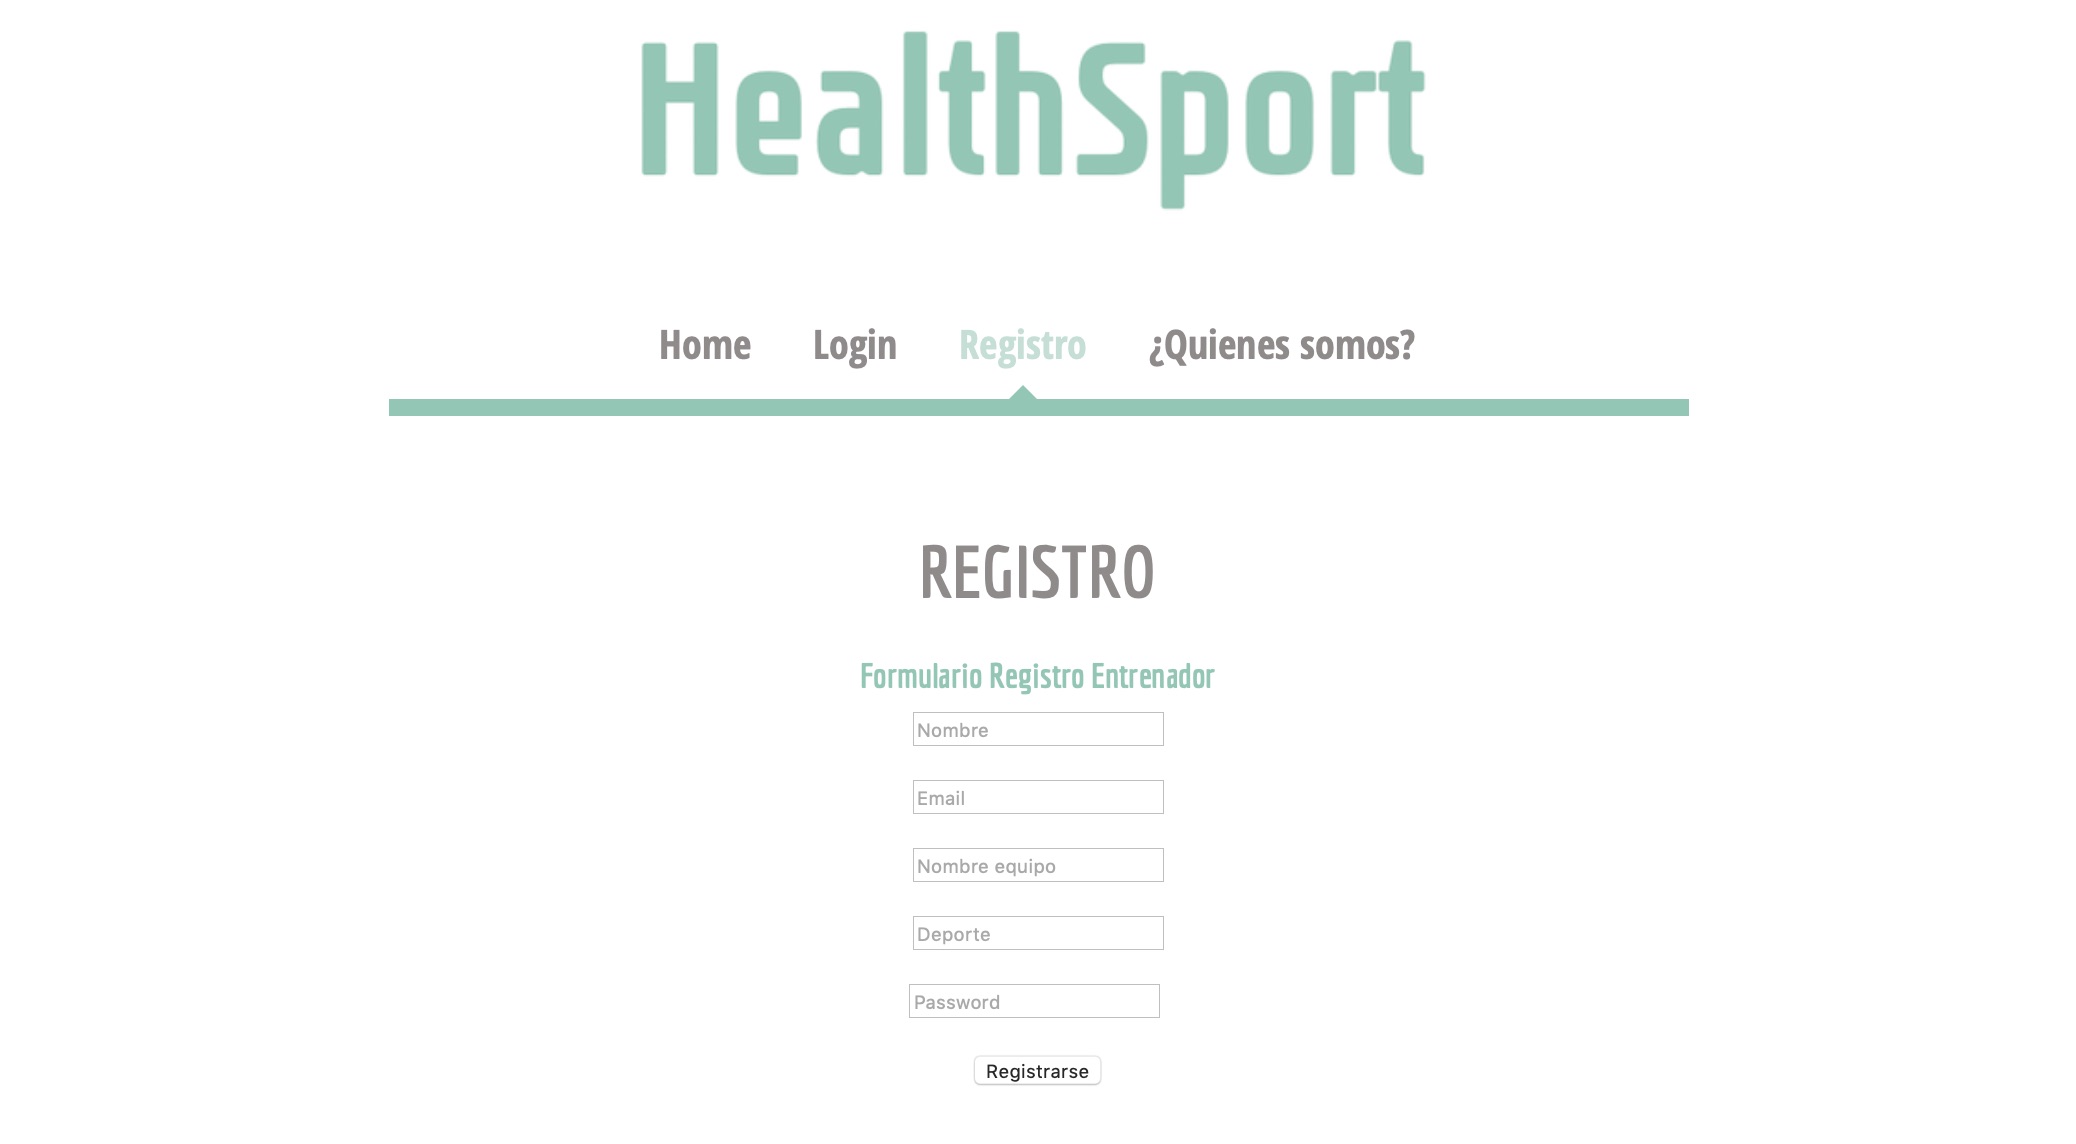 HealthSport
Home Login Registro ¿Quienes somos?
REGISTRO
Formulario Registro Entrenador
Nombre
Email
Nombre equipo
Deporte
Password
Registrarse